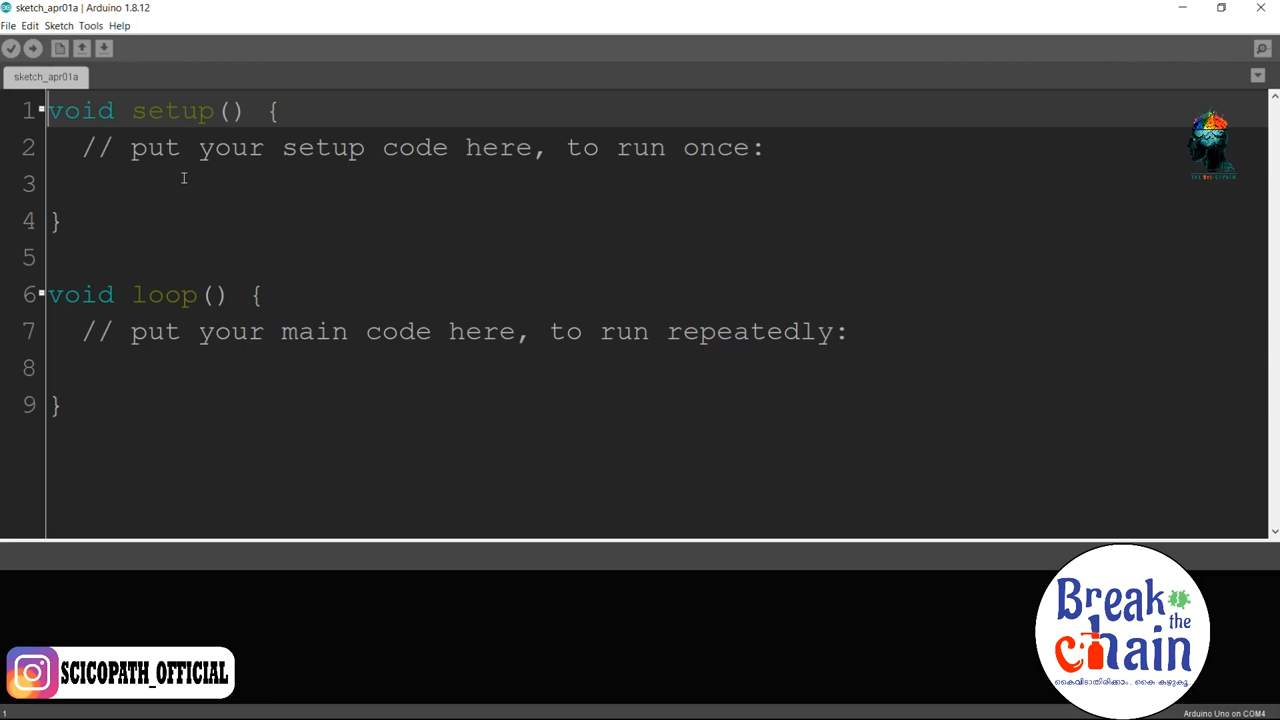 sketch_apr01a | Arduino 1.8.12
File Edit Sketch Tools Help
sketch_apr01a
1 void setup() {
2 // put your setup code here, to run once:
3
4 }
5
6 void loop() {
7 // put your main code here, to run repeatedly:
8
9 }
Break
the
chain
കൈവിടാതിരിക്കാം.. കൈ കഴുകൂ..
SCICOPATH_OFFICIAL
1
Arduino Uno on COM4